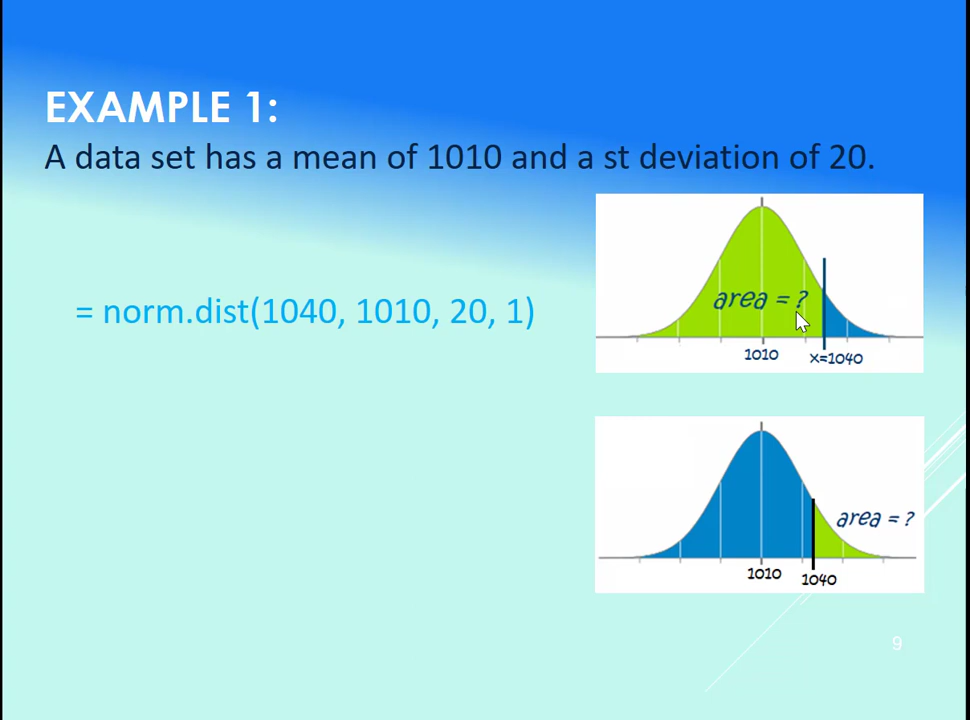 EXAMPLE 1:
A data set has a mean of 1010 and a st deviation of 20.
= norm.dist(1040, 1010, 20, 1)
area = ?
1010
x=1040
area = ?
1010
1040
9